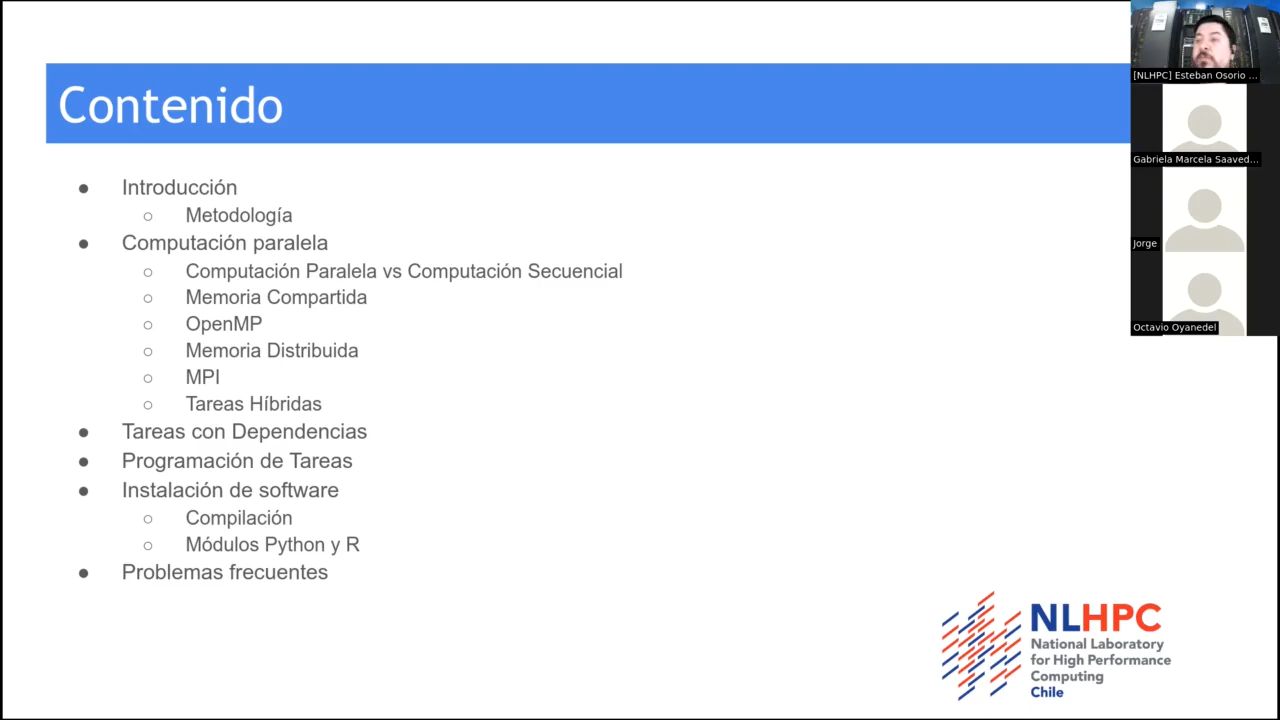 Contenido
● Introducción
○ Metodología
● Computación paralela
○ Computación Paralela vs Computación Secuencial
○ Memoria Compartida
○ OpenMP
○ Memoria Distribuida
○ MPI
○ Tareas Híbridas
● Tareas con Dependencias
● Programación de Tareas
● Instalación de software
○ Compilación
○ Módulos Python y R
● Problemas frecuentes
NLHPC
National Laboratory
for High Performance
Computing
Chile
[NLHPC] Esteban Osorio ...
Gabriela Marcela Saaved...
Jorge
Octavio Oyanedel